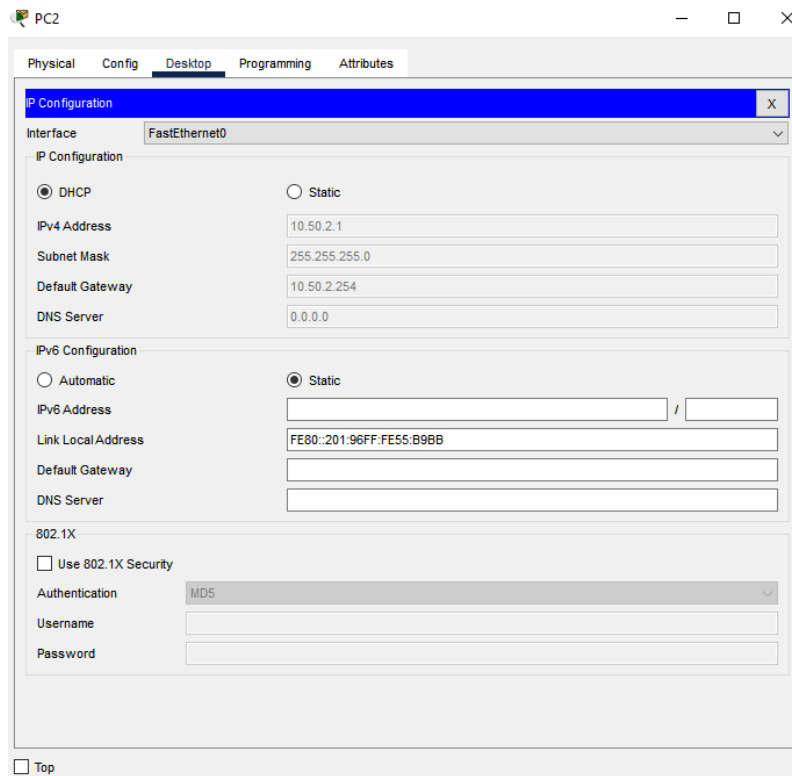 PC2
Physical Config Desktop Programming Attributes
IP Configuration X
Interface FastEthernet0
IP Configuration
DHCP Static
IPv4 Address 10.50.2.1
Subnet Mask 255.255.255.0
Default Gateway 10.50.2.254
DNS Server 0.0.0.0
IPv6 Configuration
Automatic Static
IPv6 Address /
Link Local Address FE80::201:96FF:FE55:B9BB
Default Gateway
DNS Server
802.1X
Use 802.1X Security
Authentication MD5
Username
Password
Top